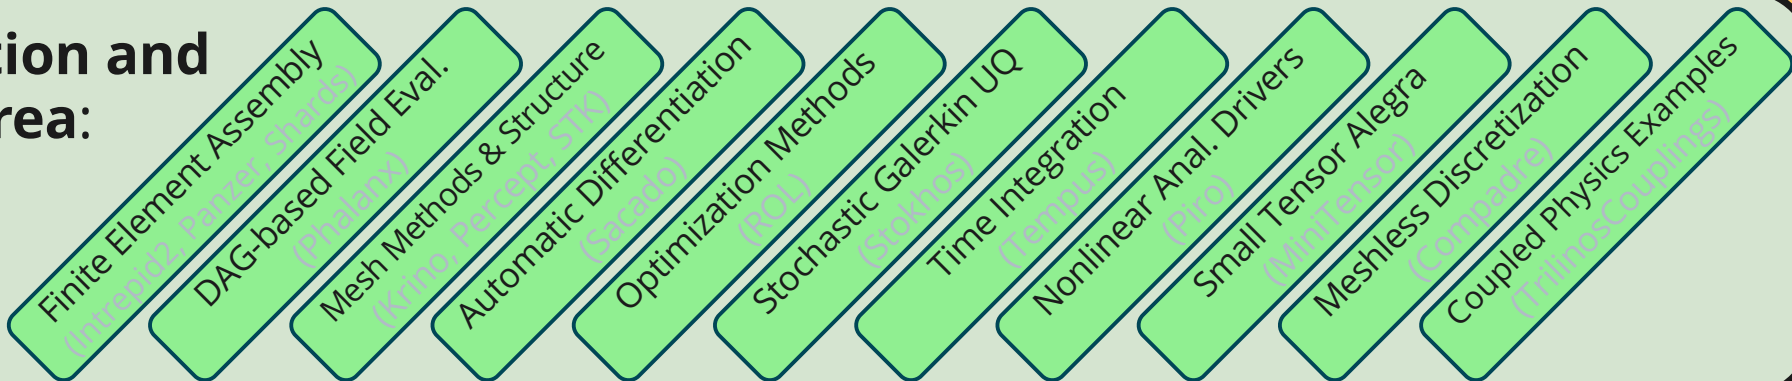 tion and
rea:
Finite Element Assembly
(Intrepid2, Panzer, Shards)
DAG-based Field Eval.
(Phalanx)
Mesh Methods & Structure
(Krino, Percept, STK)
Automatic Differentiation
(Sacado)
Optimization Methods
(ROL)
Stochastic Galerkin UQ
(Stokhos)
Time Integration
(Tempus)
Nonlinear Anal. Drivers
(Piro)
Small Tensor Alegra
(MiniTensor)
Meshless Discretization
(Compadre)
Coupled Physics Examples
(TrilinosCouplings)